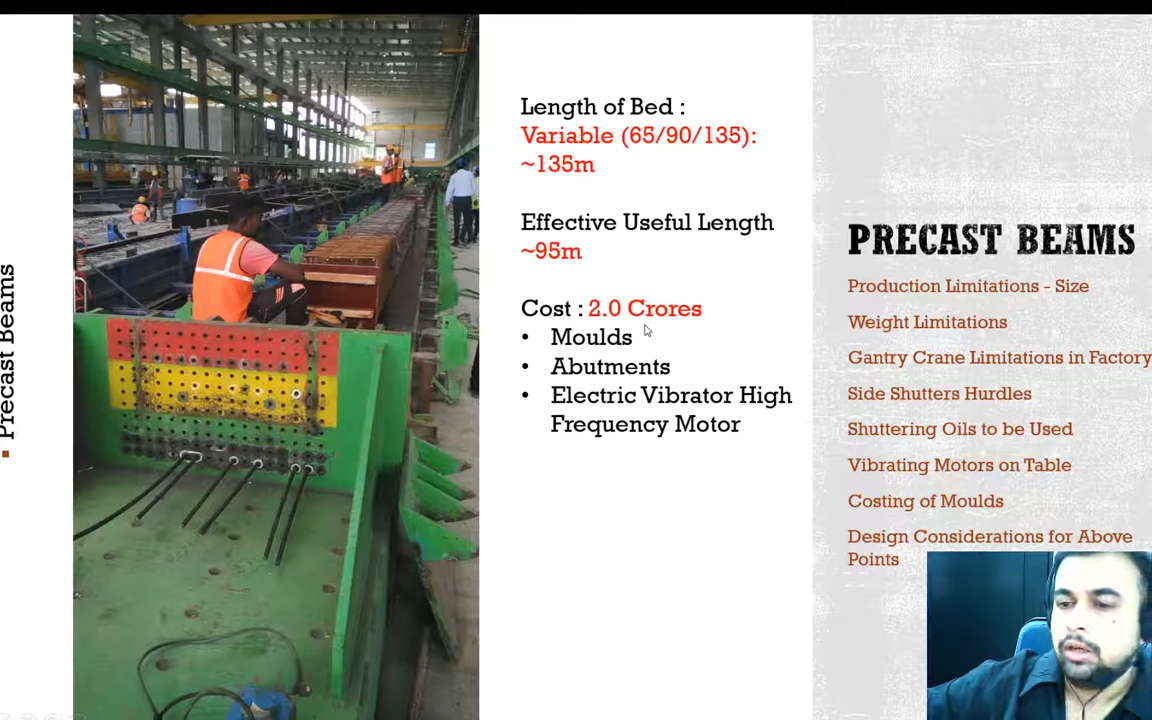 Precast Beams
Length of Bed :
Variable (65/90/135):
~135m
Effective Useful Length
~95m
Cost : 2.0 Crores
• Moulds
• Abutments
• Electric Vibrator High
Frequency Motor
PRECAST BEAMS
Production Limitations - Size
Weight Limitations
Gantry Crane Limitations in Factory
Side Shutters Hurdles
Shuttering Oils to be Used
Vibrating Motors on Table
Costing of Moulds
Design Considerations for Above
Points